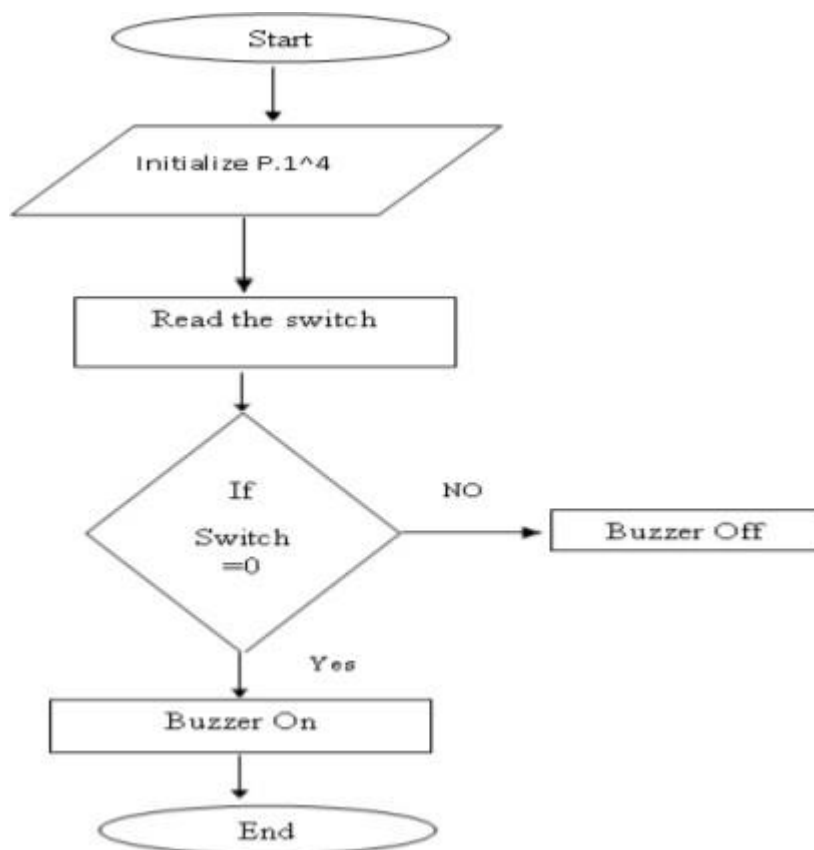 Start
Initialize P.1^4
Read the switch
If
NO
Switch
=0
Buzzer Off
Yes
Buzzer On
End